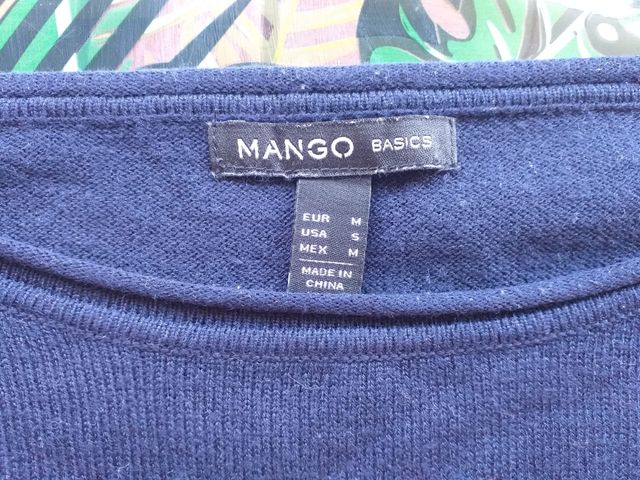 MANGO BASICS
EUR M
USA S
MEX M
MADE IN
CHINA